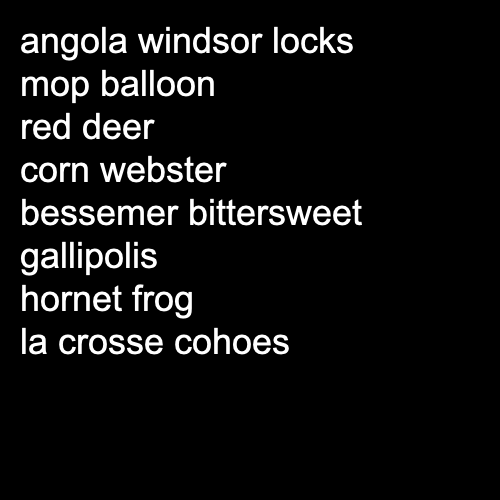 angola windsor locks
mop balloon
red deer
corn webster
bessemer bittersweet
gallipolis
hornet frog
la crosse cohoes